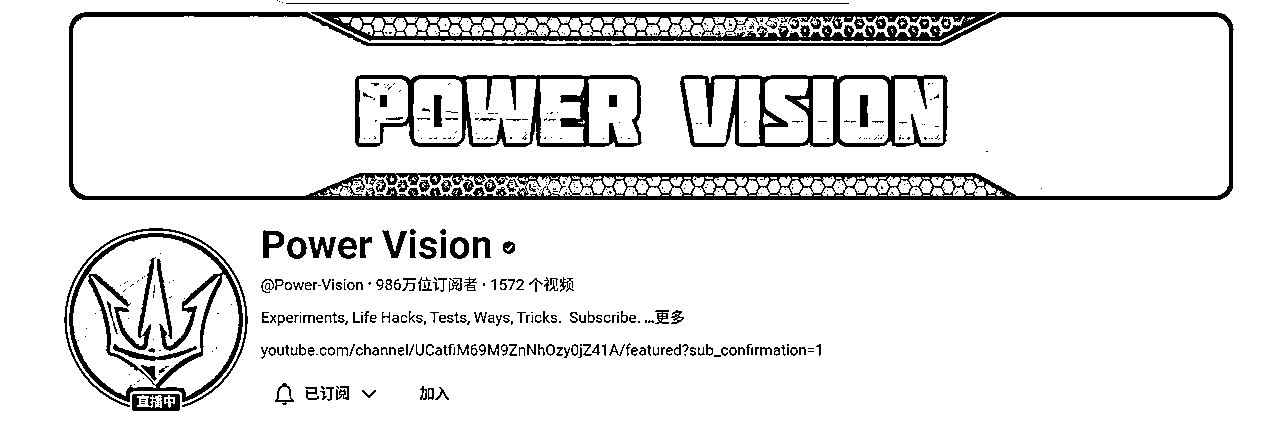 POWER VISION
Power Vision
@Power-Vision · 986万位订阅者 · 1572 个视频
Experiments, Life Hacks, Tests, Ways, Tricks. Subscribe. ...更多
youtube.com/channel/UCatfiM69M9ZnNhOzy0jZ41A/featured?sub_confirmation=1
已订阅 加入
直播中